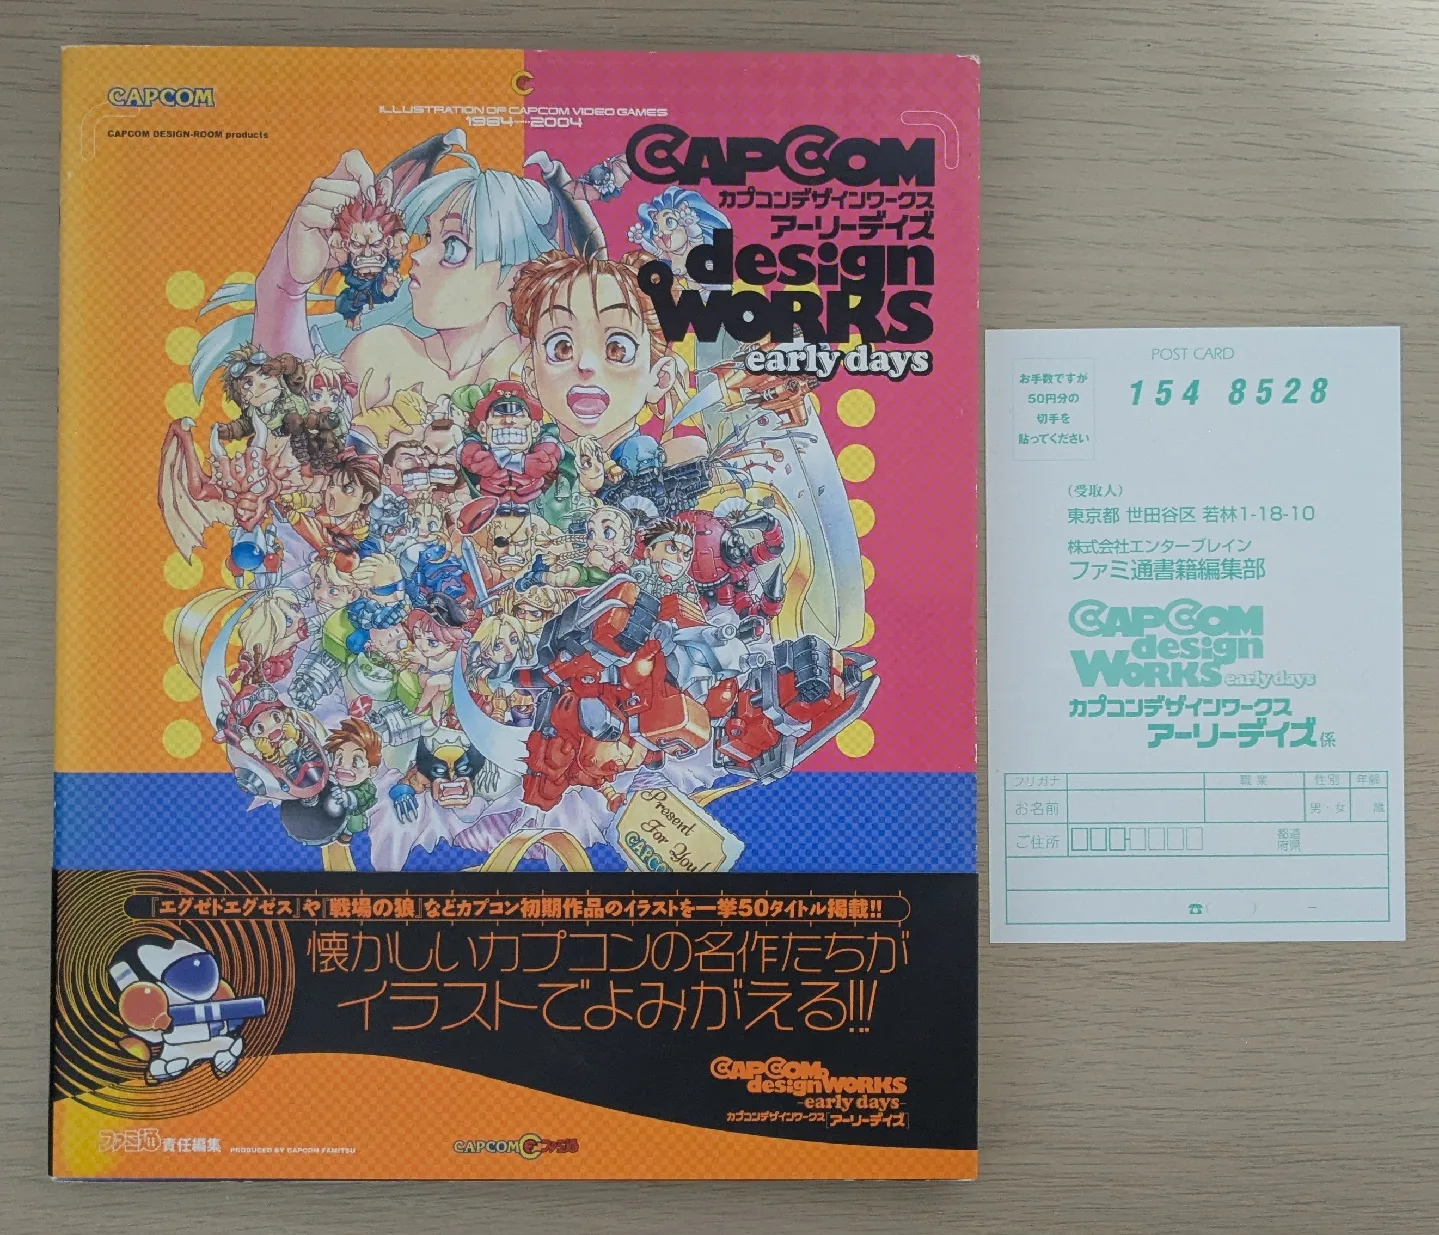 CAPCOM
CAPCOM DESIGN-ROOM products
ILLUSTRATION OF CAPCOM VIDEO GAMES
1984----2004
CAPCOM
カプコンデザインワークス
アーリーデイズ
design
WORKS
early days
Present
For You!
CAPCOM
『エグゼドエグゼス』や『戦場の狼』などカプコン初期作品のイラストを一挙50タイトル掲載!!
懐かしいカプコンの名作たちが
イラストでよみがえる!!!
CAPCOM
design WORKS
-early days-
カプコンデザインワークス[アーリーデイズ]
ファミ通 責任編集 PRODUCED BY CAPCOM FAMITSU
CAPCOM ファミ通
POST CARD
お手数ですが
50円分の
切手を
貼ってください
154 8528
(受取人)
東京都 世田谷区 若林1-18-10
株式会社エンターブレイン
ファミ通書籍編集部
CAPCOM
design
WORKS early days
カプコンデザインワークス
アーリーデイズ係
フリガナ 職業 性別 年齢
お名前 男・女 歳
ご住所 都道
府県
☎( ) −